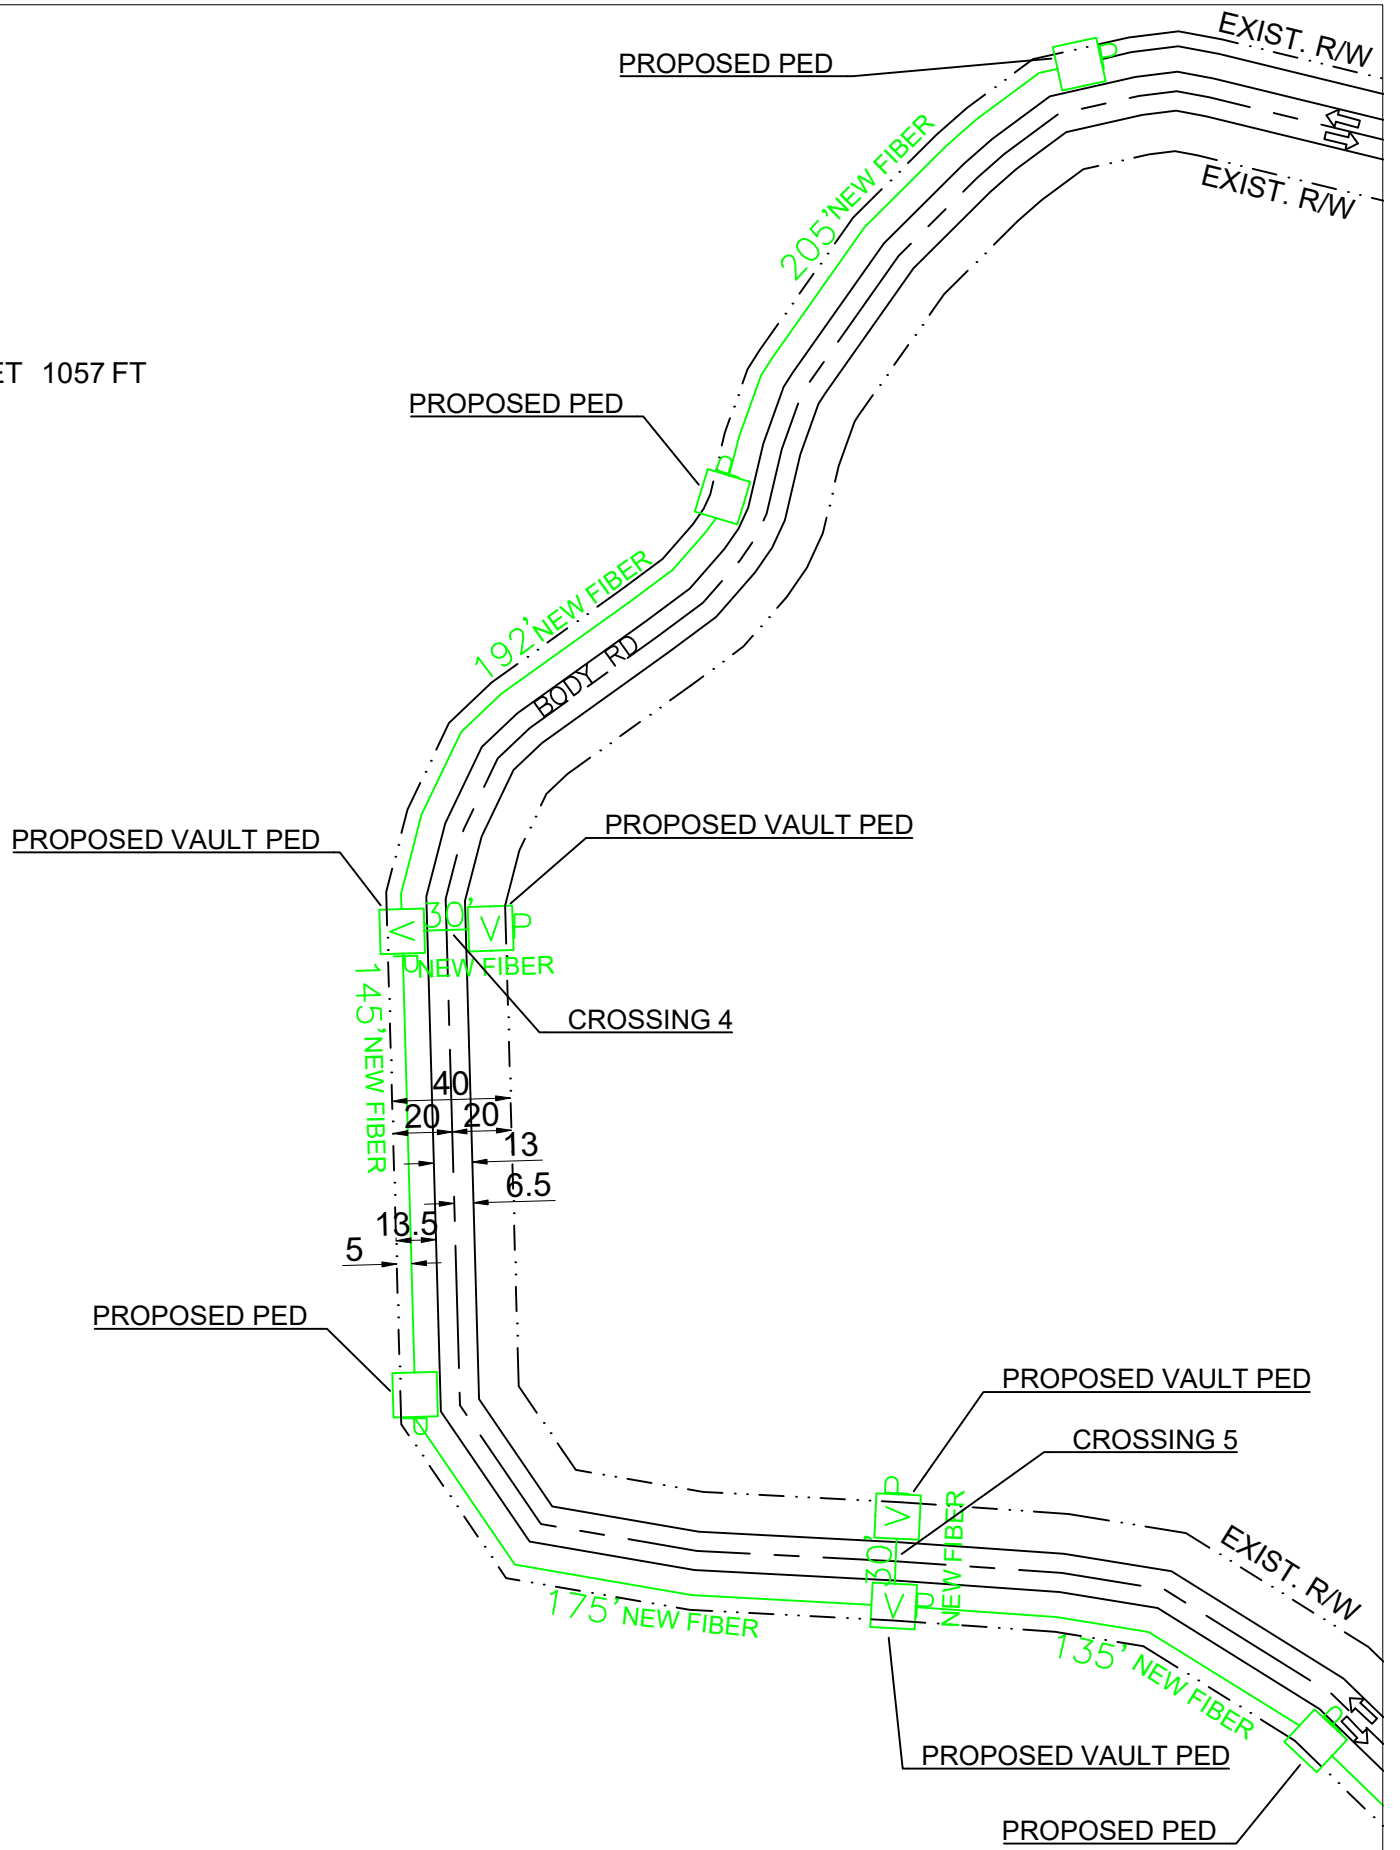 EXIST. R/W
PROPOSED PED
205' NEW FIBER
EXIST. R/W
ET 1057 FT
PROPOSED PED
P
P
192' NEW FIBER
BODY RD
PROPOSED VAULT PED
PROPOSED VAULT PED
30'
V
V
P
P
NEW FIBER
145' NEW FIBER
CROSSING 4
40
20
20
13
6.5
13.5
5
PROPOSED PED
P
PROPOSED VAULT PED
CROSSING 5
P
V
30'
NEW FIBER
EXIST. R/W
V
P
175' NEW FIBER
135' NEW FIBER
P
PROPOSED VAULT PED
PROPOSED PED